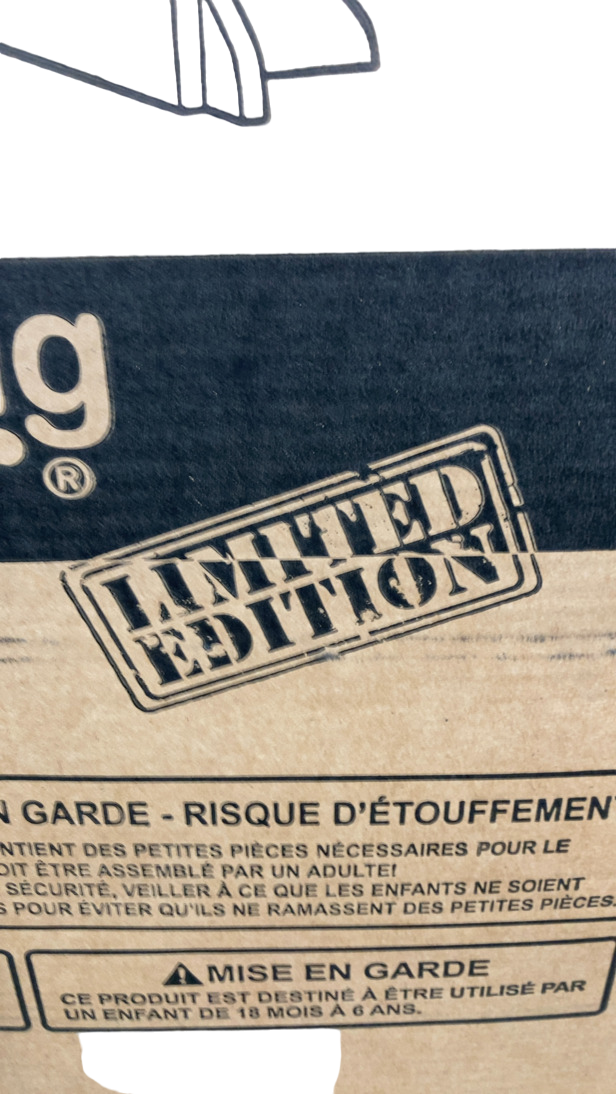 g
®
LIMITED
EDITION
GARDE - RISQUE D'ÉTOUFFEMENT
DES PETITES PIÈCES NÉCESSAIRES POUR LE
ÊTRE ASSEMBLÉ PAR UN ADULTE!
SÉCURITÉ, VEILLER À CE QUE LES ENFANTS NE SOIENT
POUR ÉVITER QU'ILS NE RAMASSENT DES PETITES PIÈCES.
⚠MISE EN GARDE
CE PRODUIT EST DESTINÉ À ÊTRE UTILISÉ PAR
UN ENFANT DE 18 MOIS À 6 ANS.